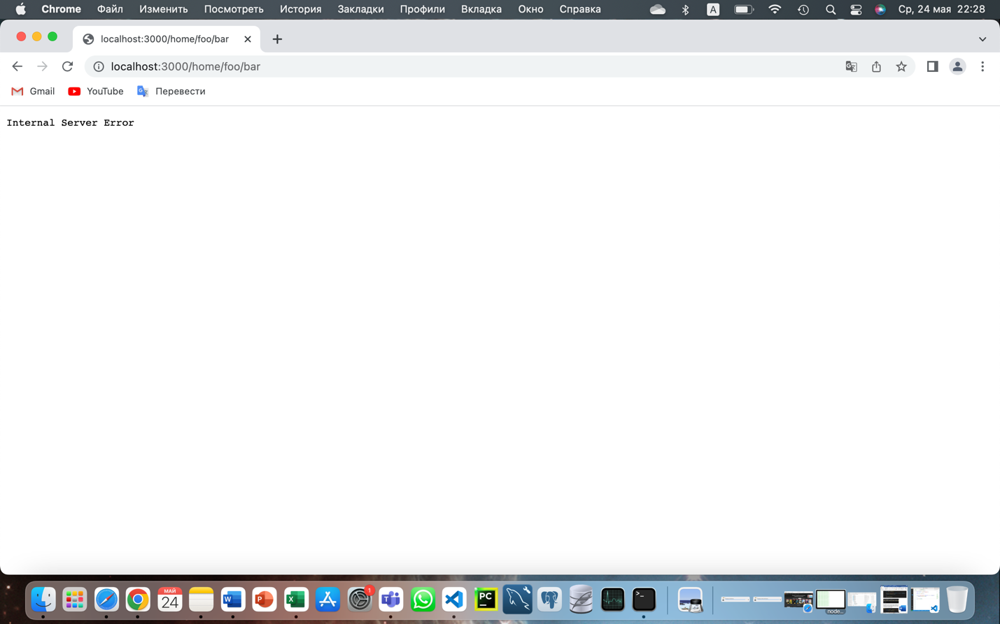 Chrome Файл Изменить Посмотреть История Закладки Профили Вкладка Окно Справка A Ср, 24 мая 22:28
localhost:3000/home/foo/bar
localhost:3000/home/foo/bar
Gmail YouTube Перевести
Internal Server Error
МАЙ 24 W P X 1 T PC >_ node...